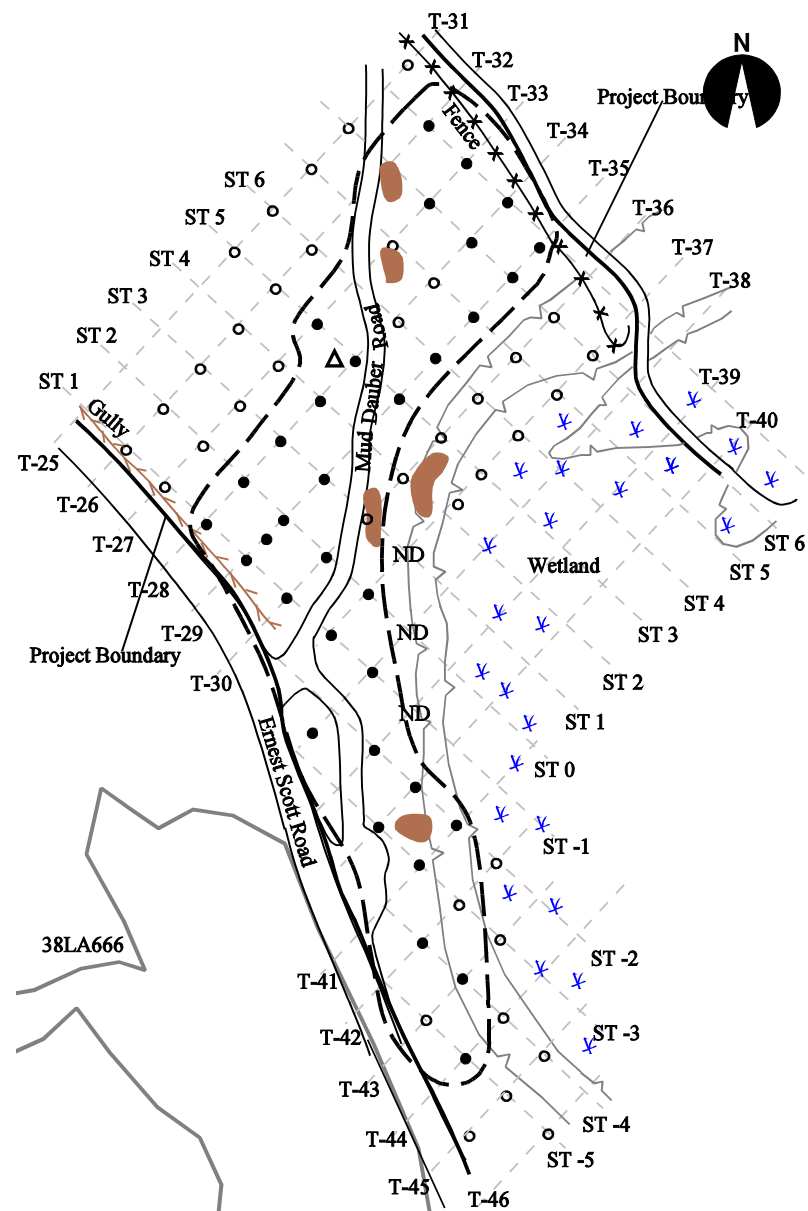 T-31
T-32
N
T-33
Project Boundary
Fence
T-34
T-35
ST 6
T-36
ST 5
T-37
ST 4
T-38
ST 3
ST 2
Mud Dauber Road
ST 1
T-39
Gully
T-40
T-25
T-26
T-27
ST 6
ND
Wetland
ST 5
T-28
ST 4
T-29
ND
ST 3
Project Boundary
T-30
ST 2
ND
ST 1
Ernest Scott Road
ST 0
ST -1
38LA666
ST -2
T-41
T-42
ST -3
T-43
ST -4
T-44
ST -5
T-45
T-46